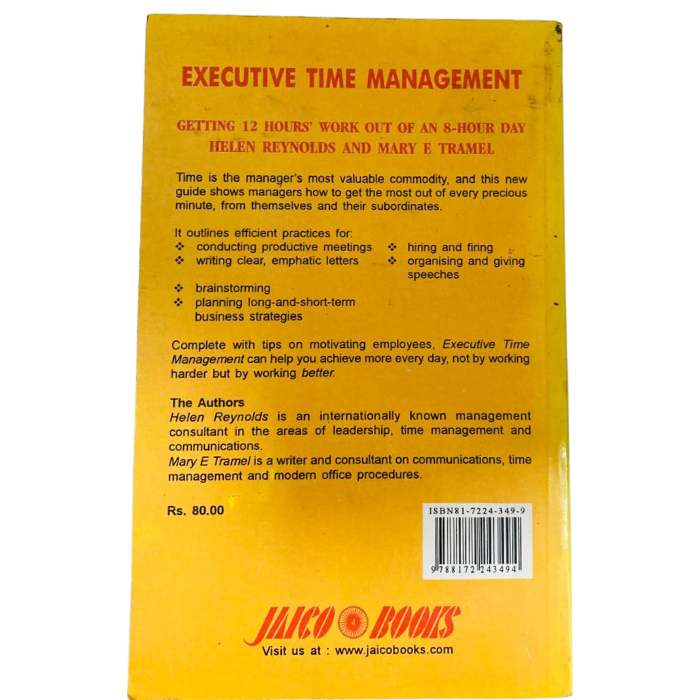 EXECUTIVE TIME MANAGEMENT
GETTING 12 HOURS' WORK OUT OF AN 8-HOUR DAY
HELEN REYNOLDS AND MARY E TRAMEL
Time is the manager's most valuable commodity, and this new
guide shows managers how to get the most out of every precious
minute, from themselves and their subordinates.
It outlines efficient practices for:
❖ conducting productive meetings ❖ hiring and firing
❖ writing clear, emphatic letters ❖ organising and giving
speeches
❖ brainstorming
❖ planning long-and-short-term
business strategies
Complete with tips on motivating employees, Executive Time
Management can help you achieve more every day, not by working
harder but by working better.
The Authors
Helen Reynolds is an internationally known management
consultant in the areas of leadership, time management and
communications.
Mary E Tramel is a writer and consultant on communications, time
management and modern office procedures.
Rs. 80.00
ISBN81-7224-349-9
9 788172 243494
JAICO BOOKS
Visit us at : www.jaicobooks.com